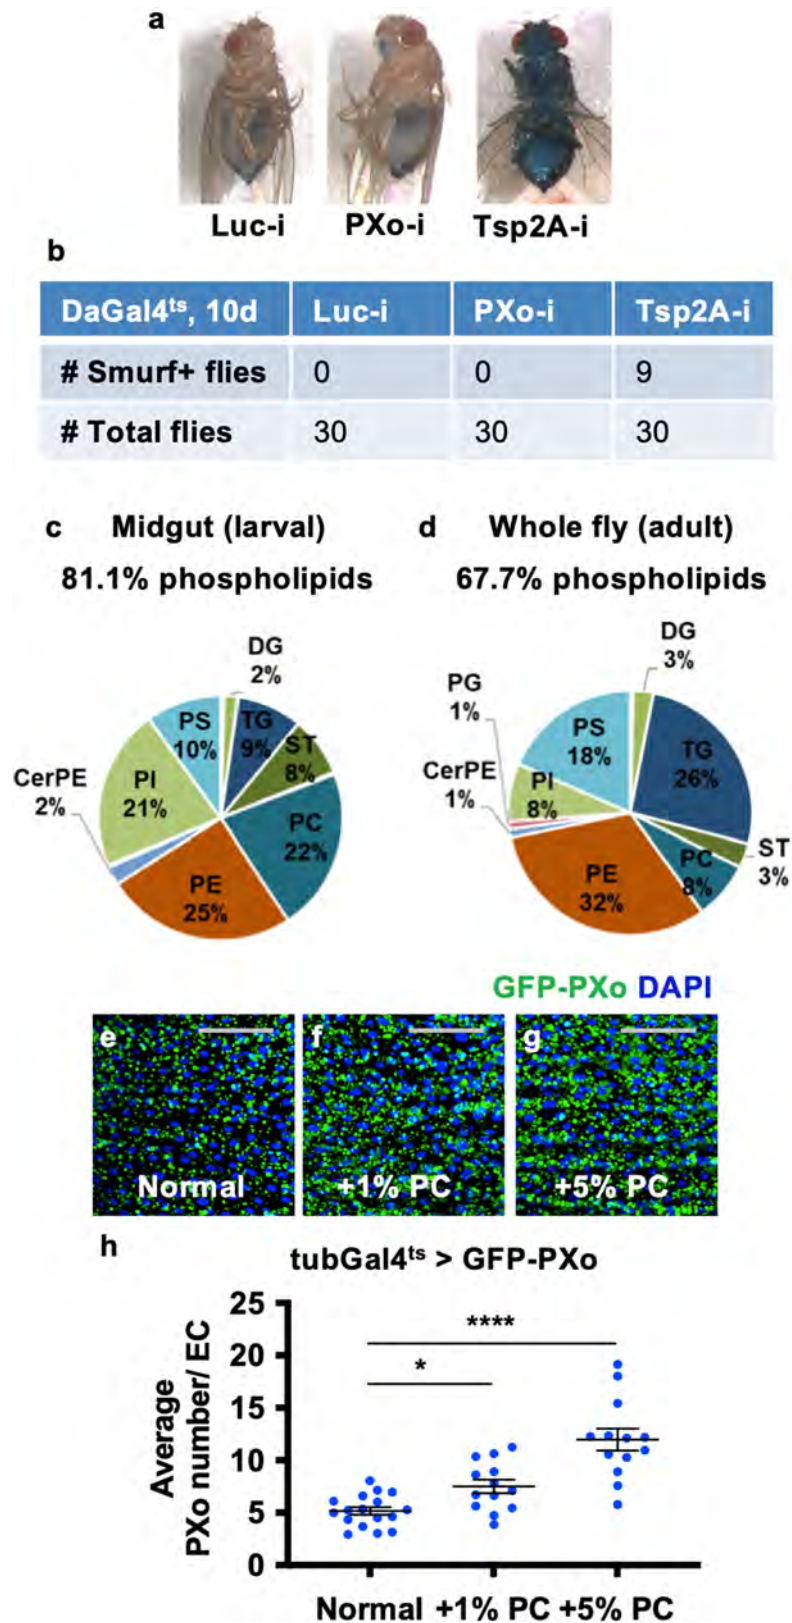 a
Luc-i PXo-i Tsp2A-i
b
DaGal4ts, 10d Luc-i PXo-i Tsp2A-i
# Smurf+ flies 0 0 9
# Total flies 30 30 30
c Midgut (larval)
81.1% phospholipids
DG
2%
TG
9%
ST
8%
PC
22%
PE
25%
CerPE
2%
PI
21%
PS
10%
d Whole fly (adult)
67.7% phospholipids
DG
3%
TG
26%
ST
3%
PC
8%
PE
32%
CerPE
1%
PG
1%
PI
8%
PS
18%
GFP-PXo DAPI
e
Normal
f
+1% PC
g
+5% PC
h
tubGal4ts > GFP-PXo
Average
PXo number/ EC
25
20
15
10
5
0
****
*
Normal +1% PC +5% PC